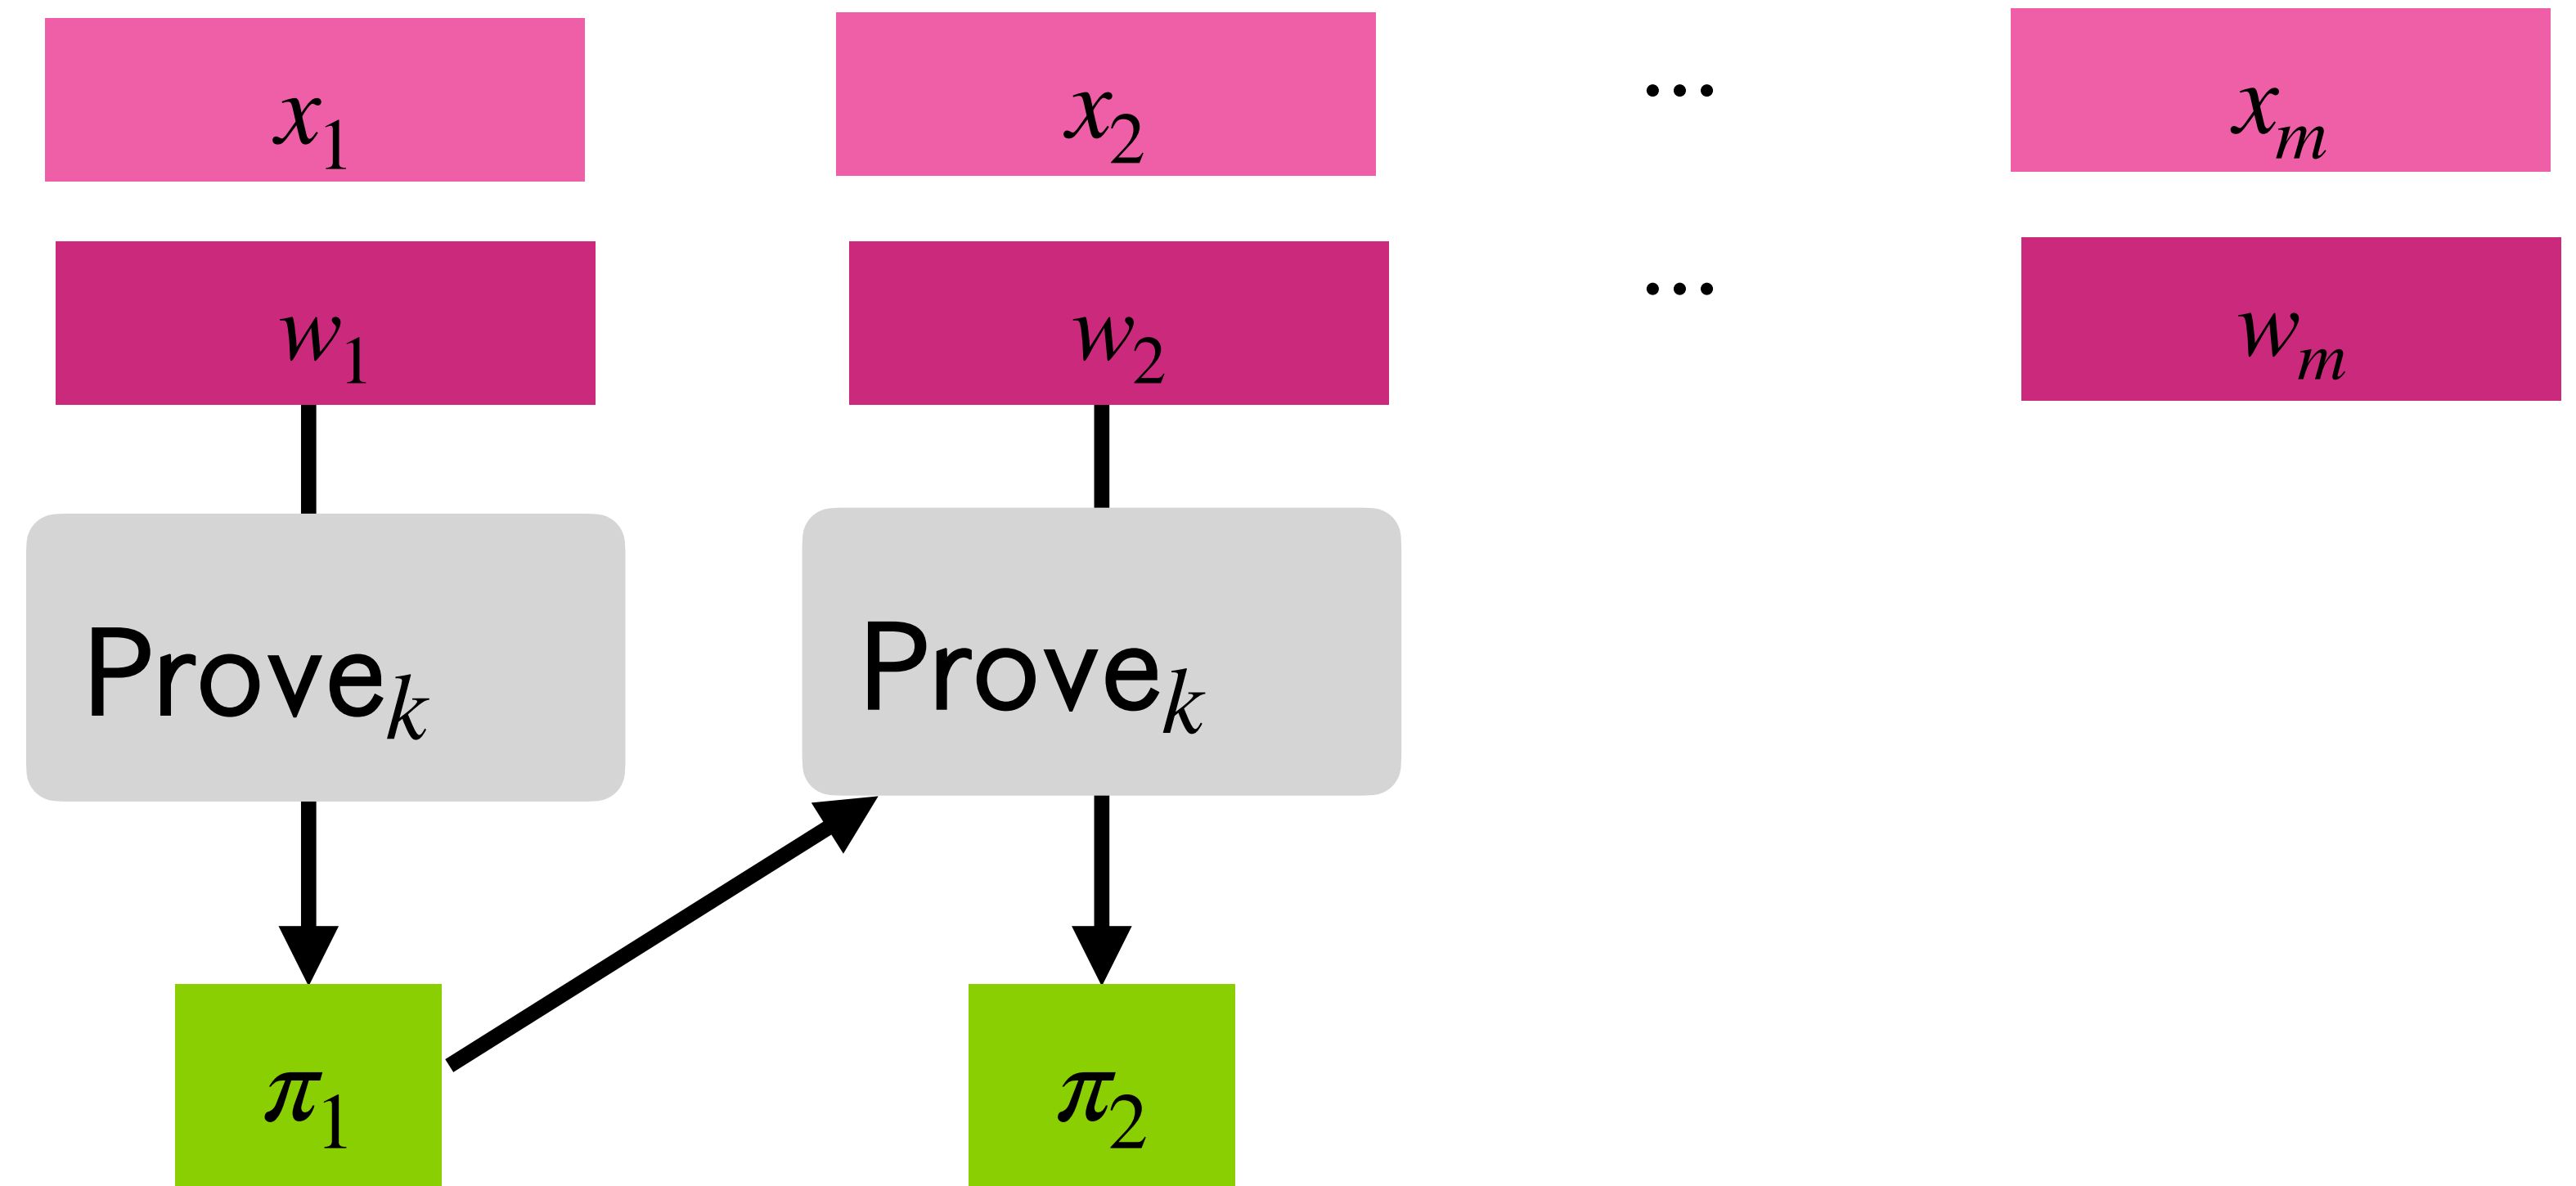 x₁ x₂ ... xₘ
w₁ w₂ ... wₘ
Proveₖ Proveₖ
π₁ π₂